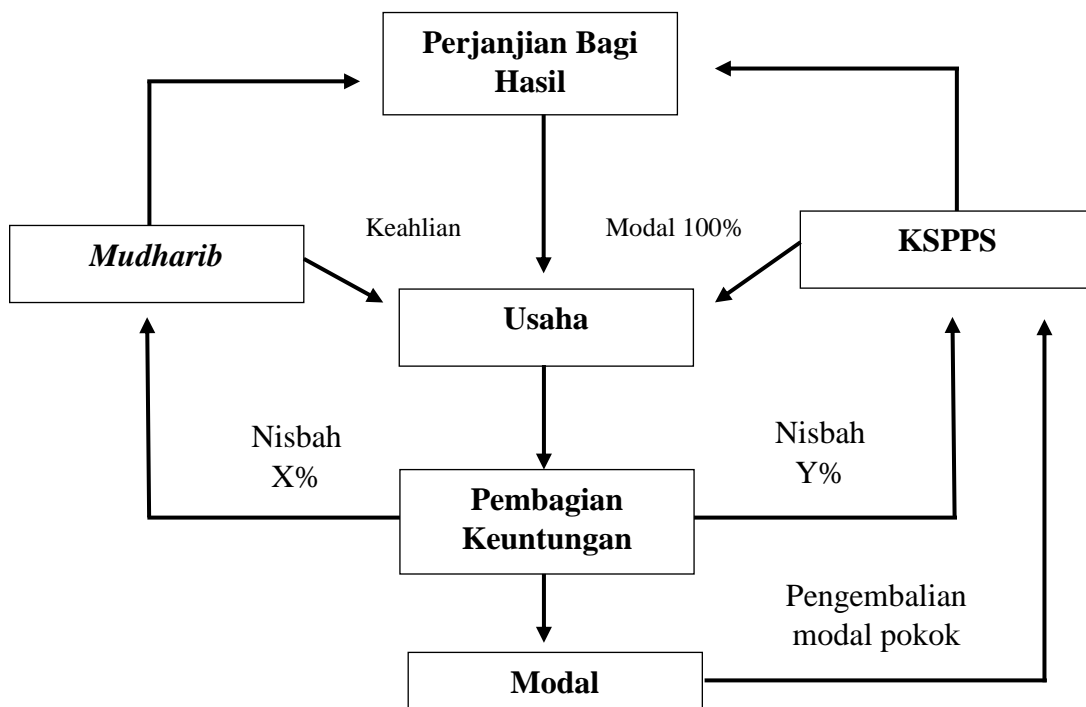 Perjanjian Bagi
Hasil
Keahlian
Modal 100%
Mudharib
KSPPS
Usaha
Nisbah
X%
Nisbah
Y%
Pembagian
Keuntungan
Pengembalian
modal pokok
Modal